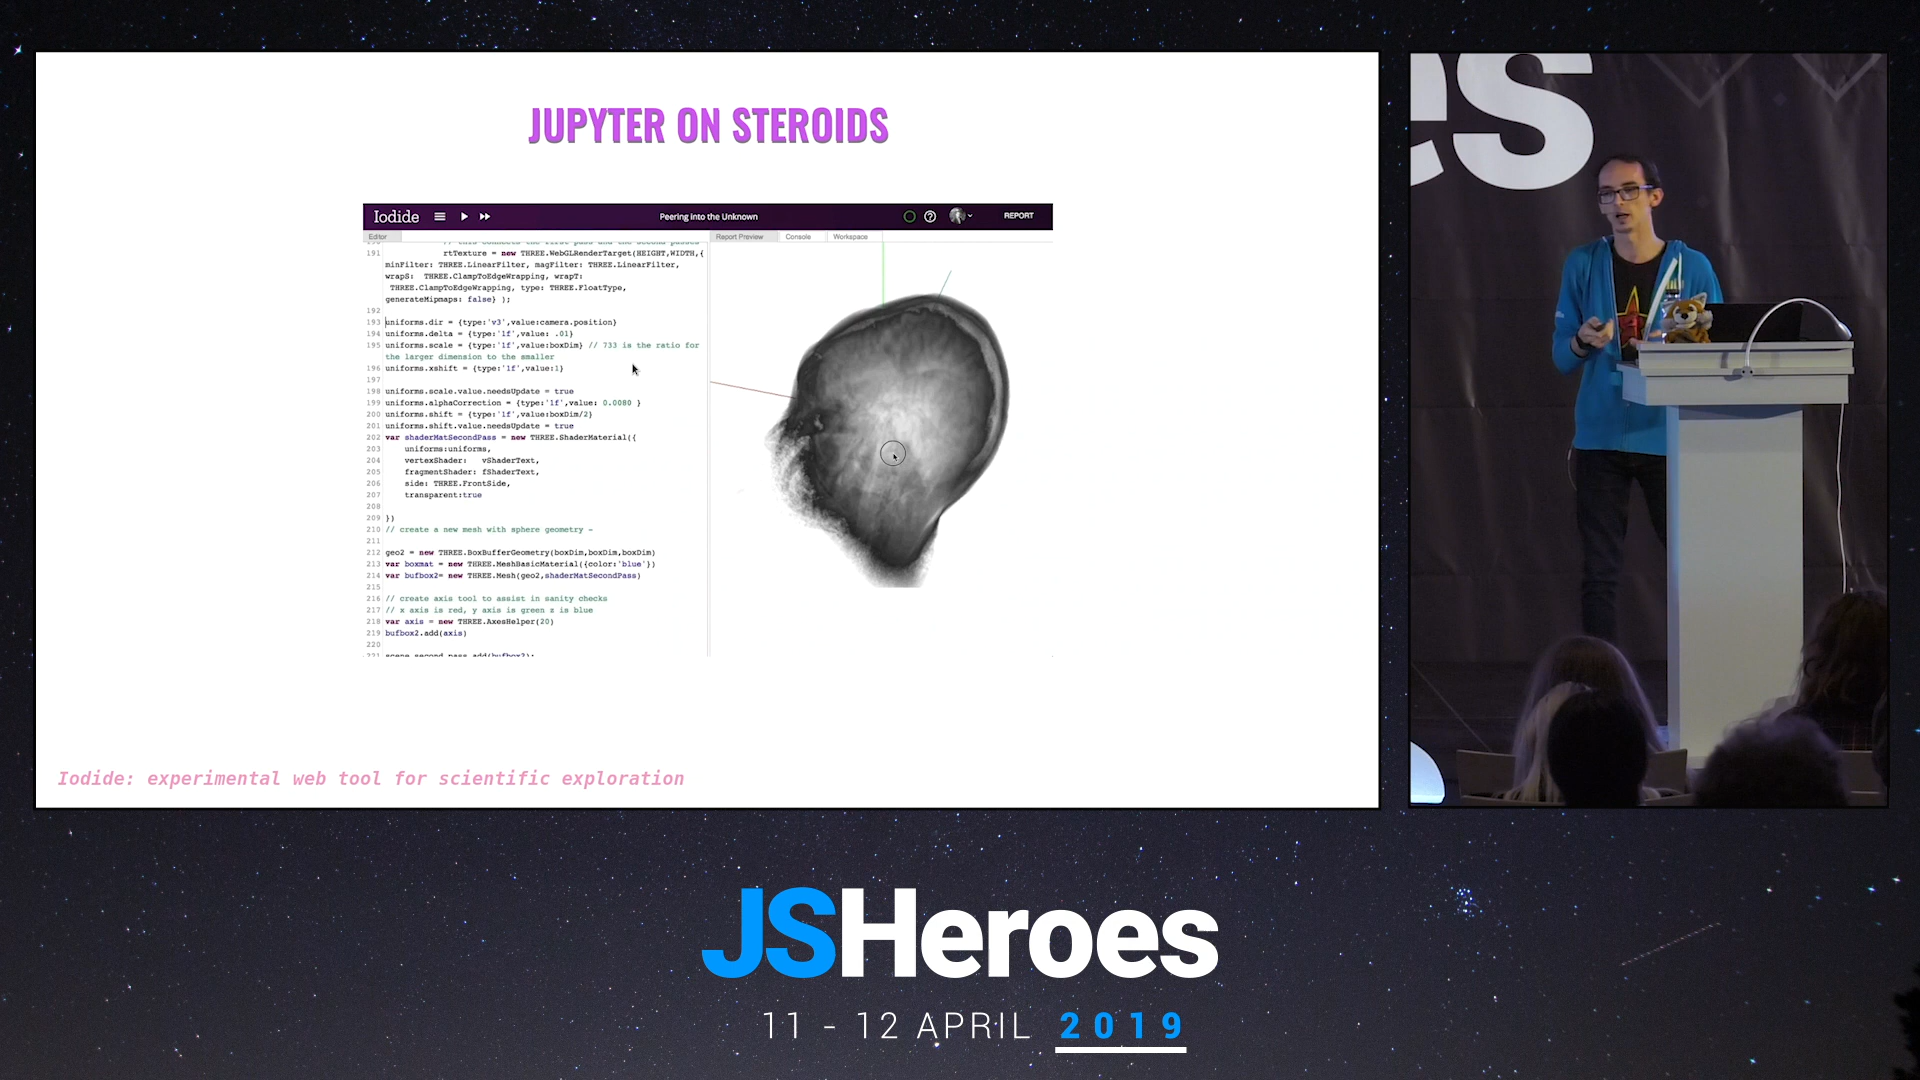 JUPYTER ON STEROIDS
Iodide
Peering into the Unknown
REPORT
Editor
Report Preview
Console
Workspace
191 rtTexture = new THREE.WebGLRenderTarget(HEIGHT,WIDTH,{
minFilter: THREE.LinearFilter, magFilter: THREE.LinearFilter,
wrapS: THREE.ClampToEdgeWrapping, wrapT:
THREE.ClampToEdgeWrapping, type: THREE.FloatType,
generateMipmaps: false} );
192
193 uniforms.dir = {type:'v3',value:camera.position}
194 uniforms.delta = {type:'1f',value: .01}
195 uniforms.scale = {type:'1f',value:boxDim} // 733 is the ratio for
the larger dimension to the smaller
196 uniforms.xshift = {type:'1f',value:1}
197
198 uniforms.scale.value.needsUpdate = true
199 uniforms.alphaCorrection = {type:'1f',value: 0.0080 }
200 uniforms.shift = {type:'1f',value:boxDim/2}
201 uniforms.shift.value.needsUpdate = true
202 var shaderMatSecondPass = new THREE.ShaderMaterial({
203 uniforms:uniforms,
204 vertexShader: vShaderText,
205 fragmentShader: fShaderText,
206 side: THREE.FrontSide,
207 transparent:true
208
209 })
210 // create a new mesh with sphere geometry -
211
212 geo2 = new THREE.BoxBufferGeometry(boxDim,boxDim,boxDim)
213 var boxmat = new THREE.MeshBasicMaterial({color:'blue'})
214 var bufbox2= new THREE.Mesh(geo2,shaderMatSecondPass)
215
216 // create axis tool to assist in sanity checks
217 // x axis is red, y axis is green z is blue
218 var axis = new THREE.AxesHelper(20)
219 bufbox2.add(axis)
220
Iodide: experimental web tool for scientific exploration
es
JSHeroes
11 - 12 APRIL 2019